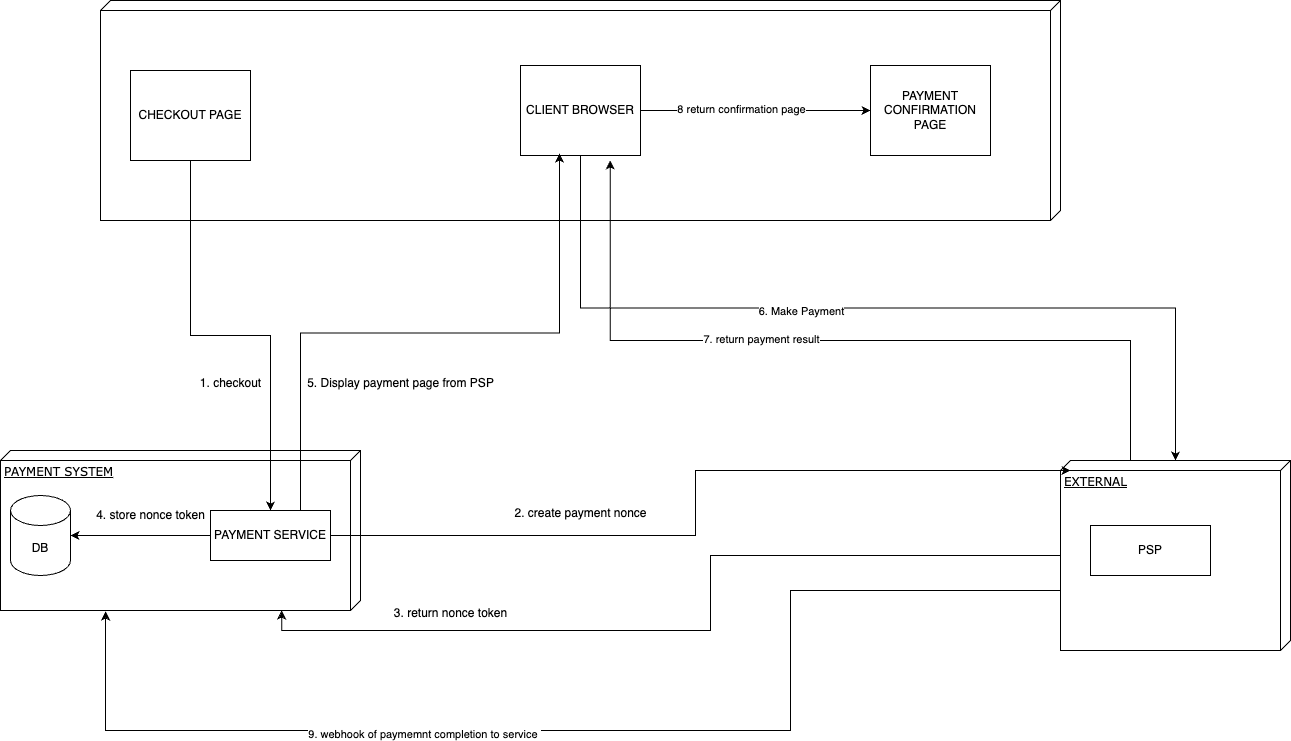 CHECKOUT PAGE
CLIENT BROWSER
8 return confirmation page
PAYMENT
CONFIRMATION
PAGE
6. Make Payment
7. return payment result
1. checkout
5. Display payment page from PSP
PAYMENT SYSTEM
EXTERNAL
4. store nonce token
2. create payment nonce
PAYMENT SERVICE
DB
PSP
3. return nonce token
9. webhook of paymemnt completion to service